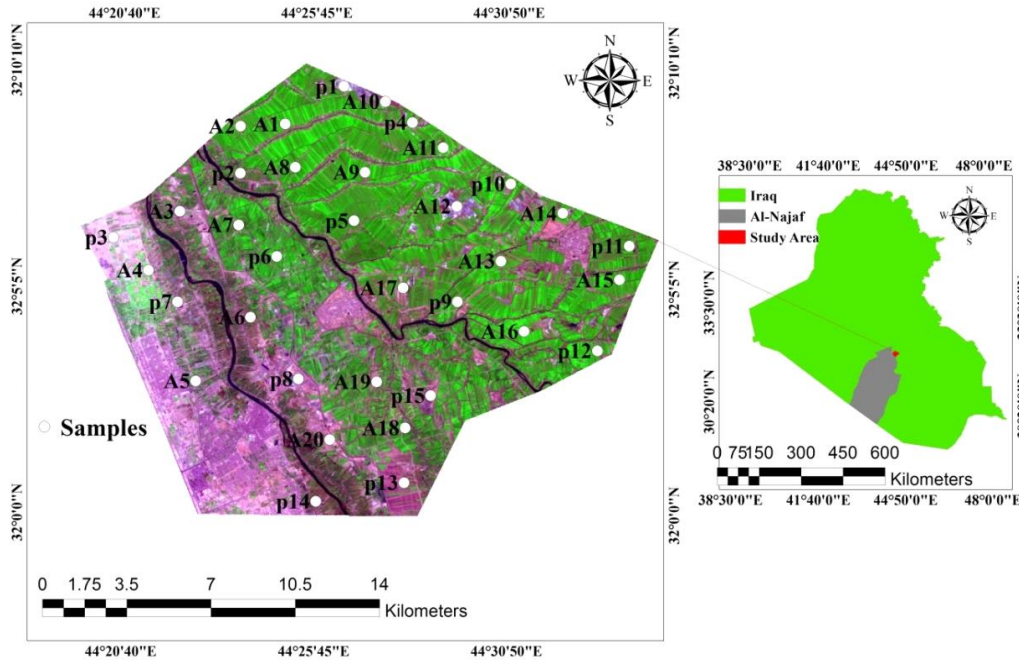 44°20'40"E 44°25'45"E 44°30'50"E
32°10'10"N
32°10'10"N
N
W E
S
p1
A10
A2 A1 p4
A11
A8
p2 A9
p10
A3 A12 A14
A7 p5
p3 p11
p6
A4 A13 A15
A17
p7 p9
A6 A16
p12
A5 p8 A19
p15
Samples
A18
A20
p13
p14
32°5'5"N
32°5'5"N
32°0'0"N
32°0'0"N
0 1.75 3.5 7 10.5 14
Kilometers
44°20'40"E 44°25'45"E 44°30'50"E
38°30'0"E 41°40'0"E 44°50'0"E 48°0'0"E
Iraq
Al-Najaf
Study Area
N
W E
S
33°30'0"N
30°20'0"N
0 75150 300 450 600
Kilometers
38°30'0"E 41°40'0"E 44°50'0"E 48°0'0"E